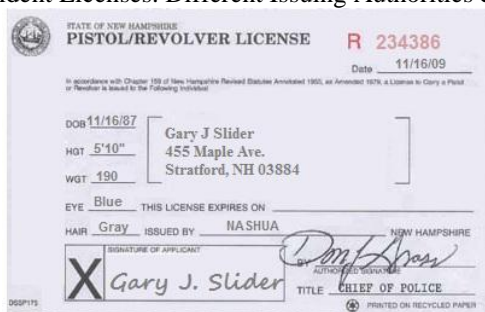 dent Licenses. Different Issuing Authorities
STATE OF NEW HAMPSHIRE
PISTOL/REVOLVER LICENSE
R 234386
Date 11/16/09
In accordance with Chapter 159 of New Hampshire Revised Statutes Annotated 1955, as Amended 1979, a License to Carry a Pistol
or Revolver is issued to the Following Individual
DOB 11/16/87
Gary J Slider
HGT 5'10"
455 Maple Ave.
Stratford, NH 03884
WGT 190
EYE Blue THIS LICENSE EXPIRES ON
HAIR Gray ISSUED BY NASHUA NEW HAMPSHIRE
SIGNATURE OF APPLICANT
X Gary J. Slider
BY
AUTHORIZED SIGNATURE
TITLE CHIEF OF POLICE
DSSP175
PRINTED ON RECYCLED PAPER